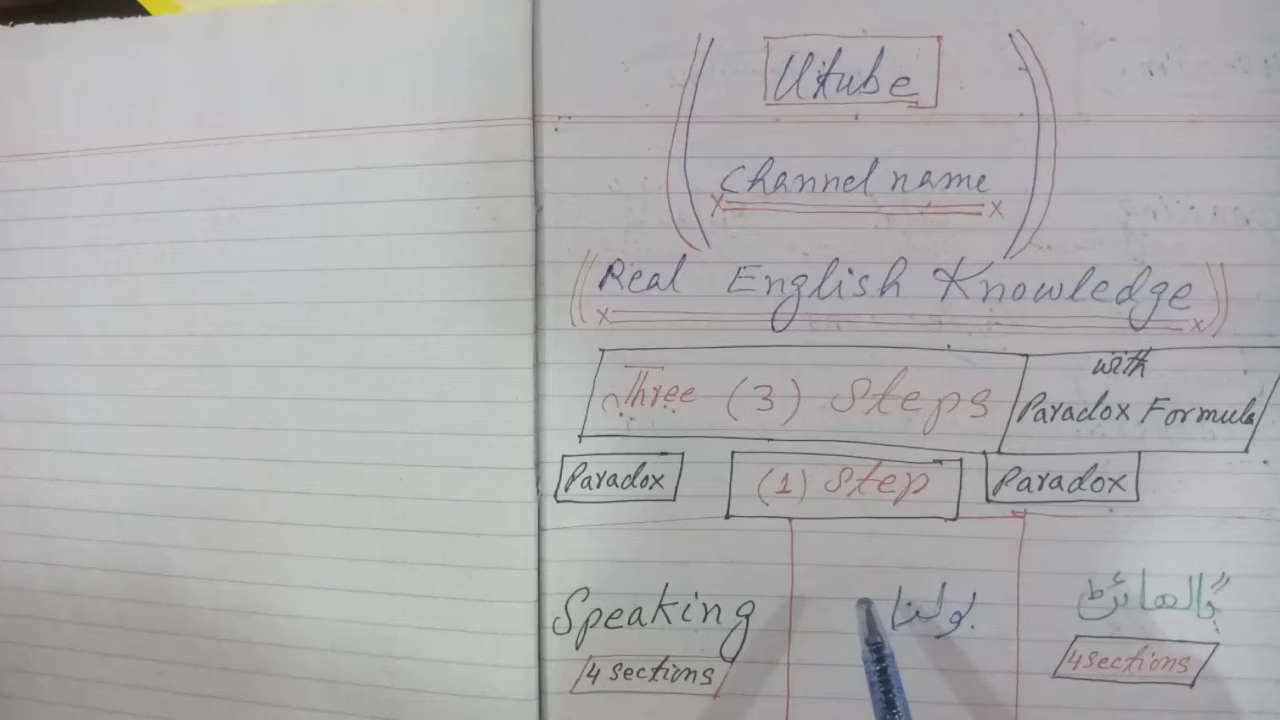 Utube
Channel name
Real English Knowledge
Three (3) Steps
with
Paradox Formula
Paradox (1) Step Paradox
Speaking بولنا ڳالهائڻ
4 sections 4 sections